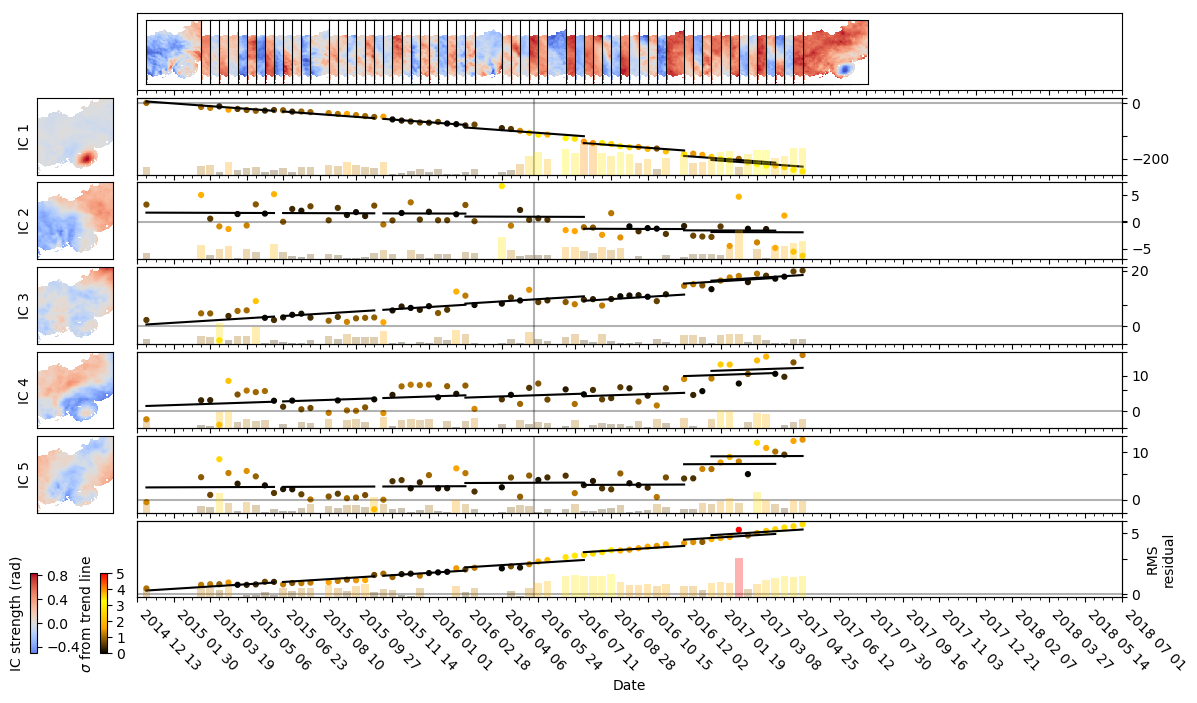 IC 1
0
−200
IC 2
5
0
−5
IC 3
20
0
IC 4
10
0
IC 5
10
0
RMS
residual
5
0
IC strength (rad)
0.8
0.4
0.0
−0.4
σ from trend line
5
4
3
2
1
0
2014 12 13
2015 01 30
2015 03 19
2015 05 06
2015 06 23
2015 08 10
2015 09 27
2015 11 14
2016 01 01
2016 02 18
2016 04 06
2016 05 24
2016 07 11
2016 08 28
2016 10 15
2016 12 02
2017 01 19
2017 03 08
2017 04 25
2017 06 12
2017 07 30
2017 09 16
2017 11 03
2017 12 21
2018 02 07
2018 03 27
2018 05 14
2018 07 01
Date